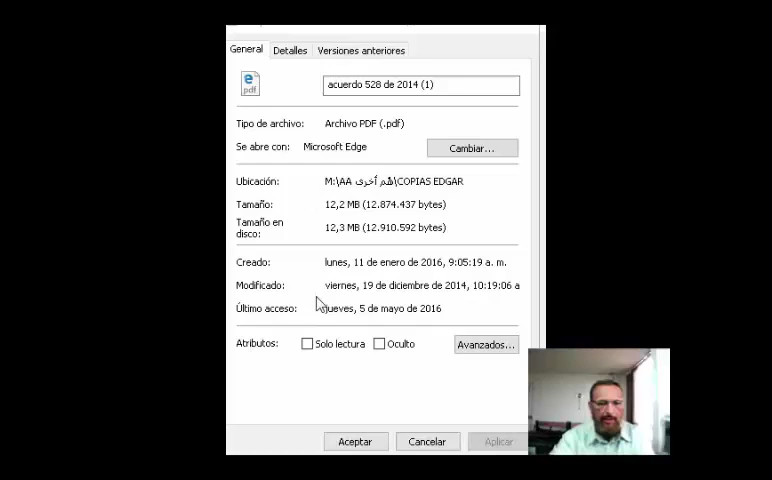 General Detalles Versiones anteriores
e
pdf
acuerdo 528 de 2014 (1)
Tipo de archivo: Archivo PDF (.pdf)
Se abre con: Microsoft Edge Cambiar...
Ubicación: M:\AA هم أخرى\COPIAS EDGAR
Tamaño: 12,2 MB (12.874.437 bytes)
Tamaño en
disco: 12,3 MB (12.910.592 bytes)
Creado: lunes, 11 de enero de 2016, 9:05:19 a. m.
Modificado: viernes, 19 de diciembre de 2014, 10:19:06 a
Último acceso: jueves, 5 de mayo de 2016
Atributos: Solo lectura Oculto Avanzados...
Aceptar Cancelar Aplicar